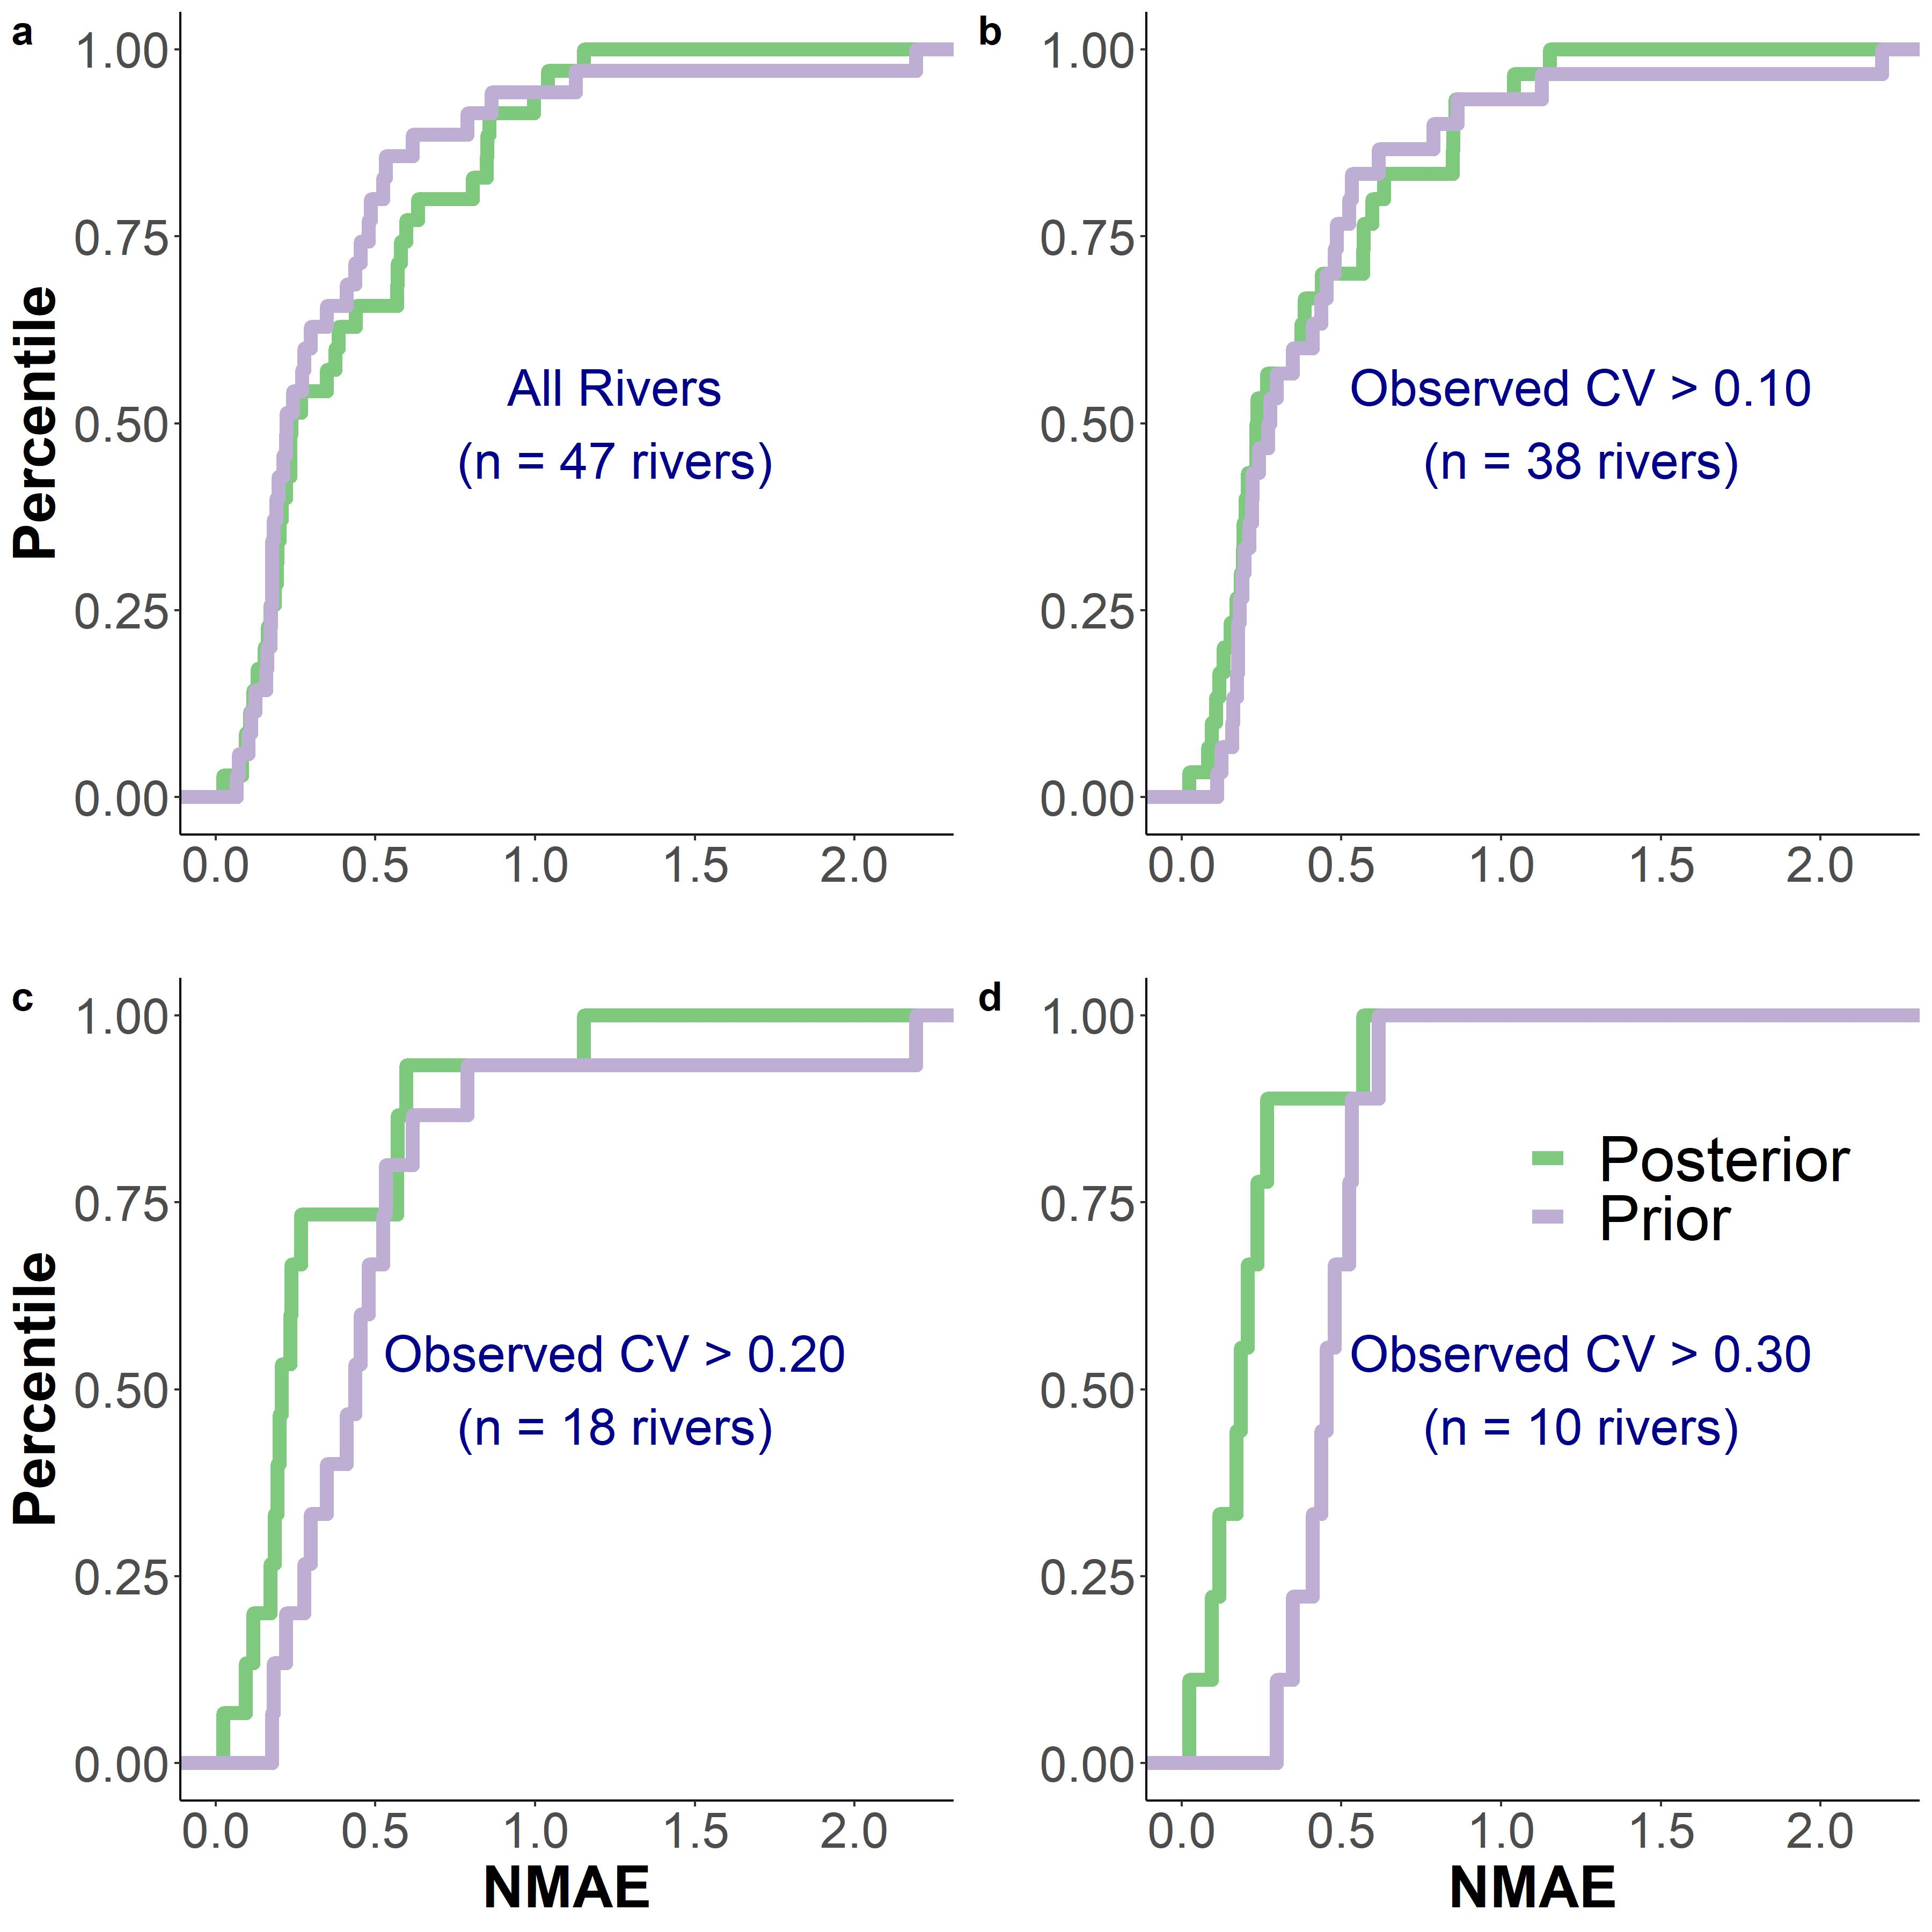 a
1.00
0.75
0.50
0.25
0.00
Percentile
All Rivers
(n = 47 rivers)
0.0 0.5 1.0 1.5 2.0
b
1.00
0.75
0.50
0.25
0.00
Observed CV > 0.10
(n = 38 rivers)
0.0 0.5 1.0 1.5 2.0
c
1.00
0.75
0.50
0.25
0.00
Percentile
Observed CV > 0.20
(n = 18 rivers)
0.0 0.5 1.0 1.5 2.0
NMAE
d
1.00
0.75
0.50
0.25
0.00
Posterior
Prior
Observed CV > 0.30
(n = 10 rivers)
0.0 0.5 1.0 1.5 2.0
NMAE